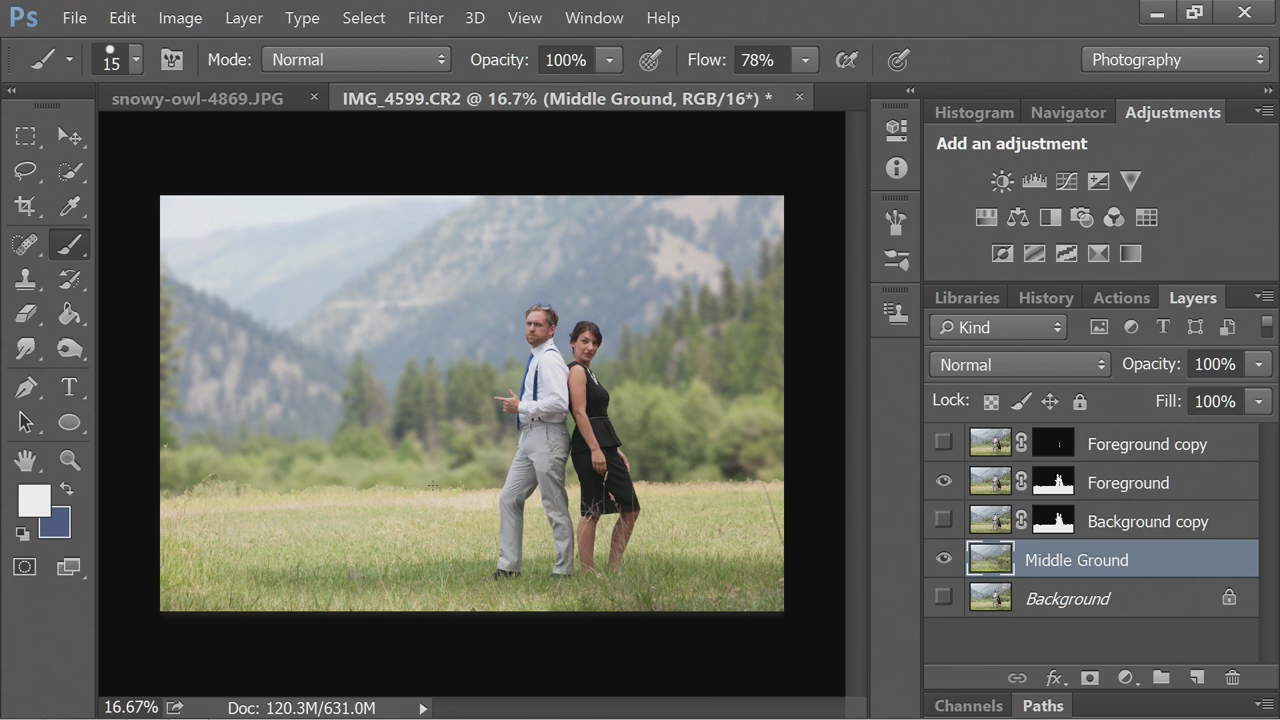 Ps File Edit Image Layer Type Select Filter 3D View Window Help
15 Mode: Normal Opacity: 100% Flow: 78% Photography
snowy-owl-4869.JPG × IMG_4599.CR2 @ 16.7% (Middle Ground, RGB/16*) * ×
Histogram Navigator Adjustments
Add an adjustment
Libraries History Actions Layers
Kind
Normal Opacity: 100%
Lock: Fill: 100%
Foreground copy
Foreground
Background copy
Middle Ground
Background
fx
16.67% Doc: 120.3M/631.0M
Channels Paths